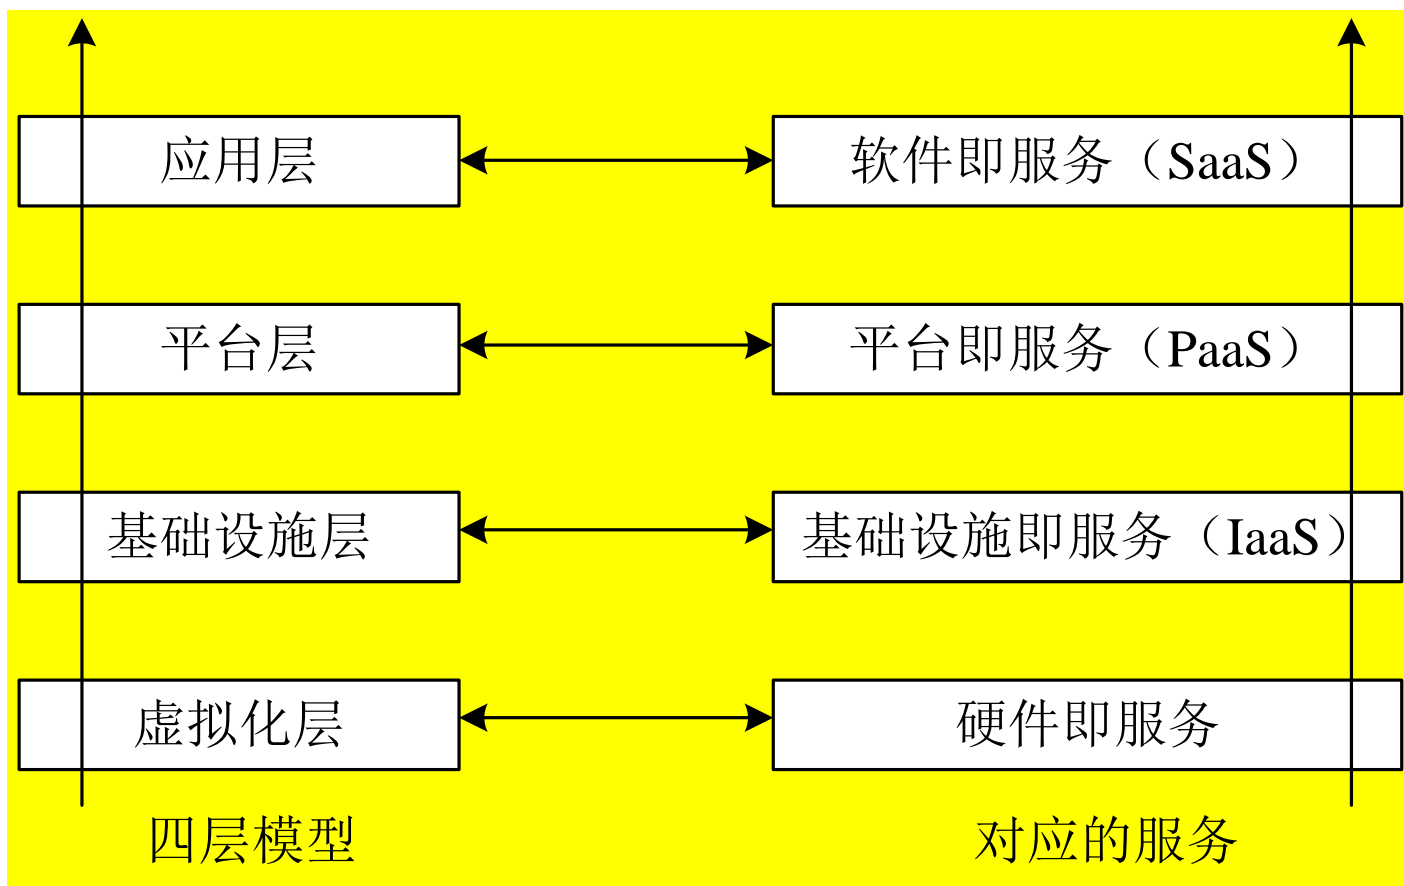 应用层
软件即服务（SaaS）
平台层
平台即服务（PaaS）
基础设施层
基础设施即服务（IaaS）
虚拟化层
硬件即服务
四层模型
对应的服务